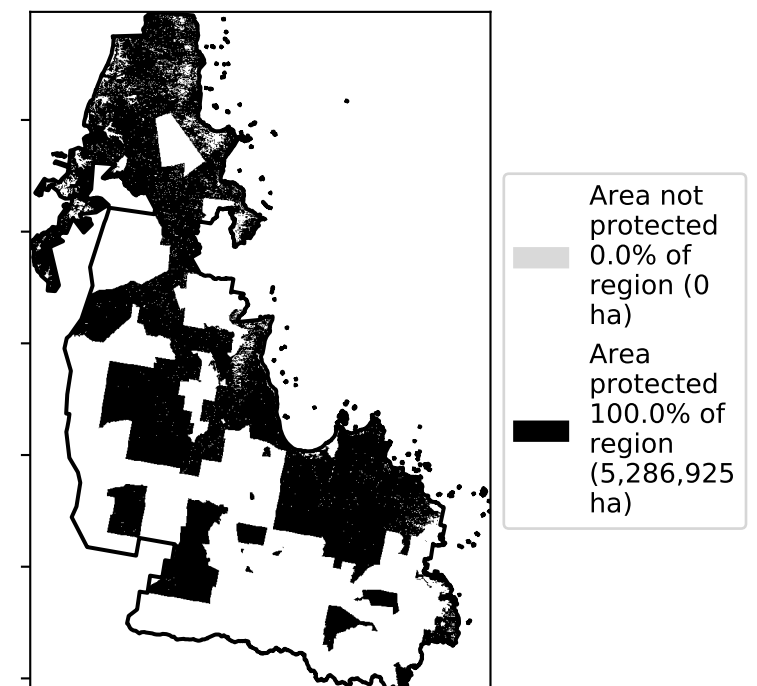 Area not
protected
0.0% of
region (0
ha)
Area
protected
100.0% of
region
(5,286,925
ha)